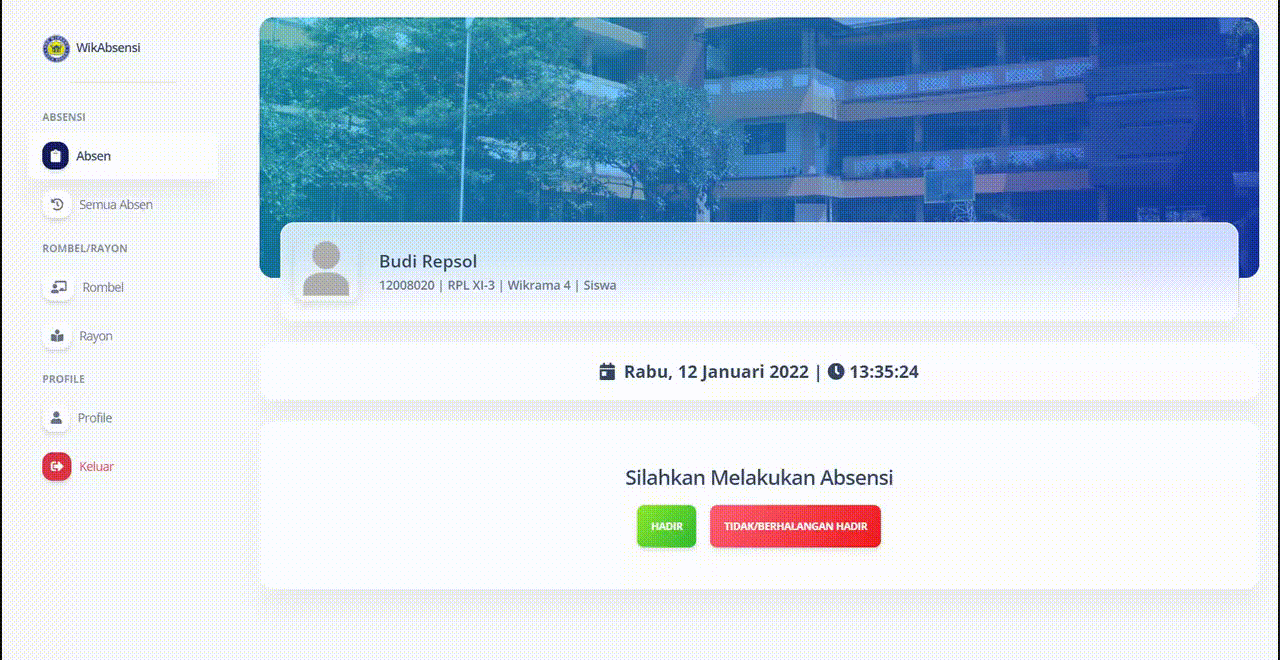 WikAbsensi
ABSENSI
Absen
Semua Absen
ROMBEL/RAYON
Rombel
Rayon
PROFILE
Profile
Keluar
Budi Repsol
12008020 | RPL XI-3 | Wikrama 4 | Siswa
Rabu, 12 Januari 2022 | 13:35:24
Silahkan Melakukan Absensi
HADIR
TIDAK/BERHALANGAN HADIR